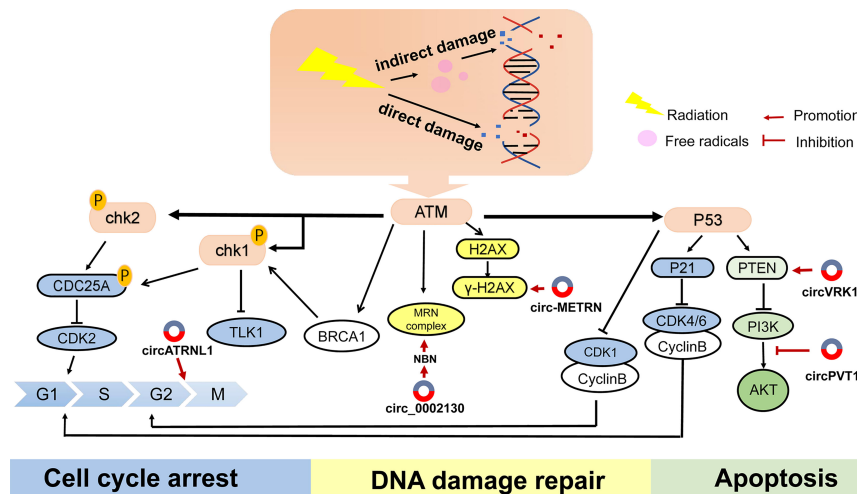 indirect damage
direct damage
Radiation
Promotion
Free radicals
Inhibition
P
chk2
ATM
P53
P
chk1
H2AX
CDC25A
P
γ-H2AX
circ-METRN
P21
PTEN
circVRK1
CDK2
circATRNL1
TLK1
BRCA1
MRN
complex
NBN
circ_0002130
CDK1
CyclinB
CDK4/6
CyclinB
PI3K
circPVT1
AKT
G1
S
G2
M
Cell cycle arrest
DNA damage repair
Apoptosis